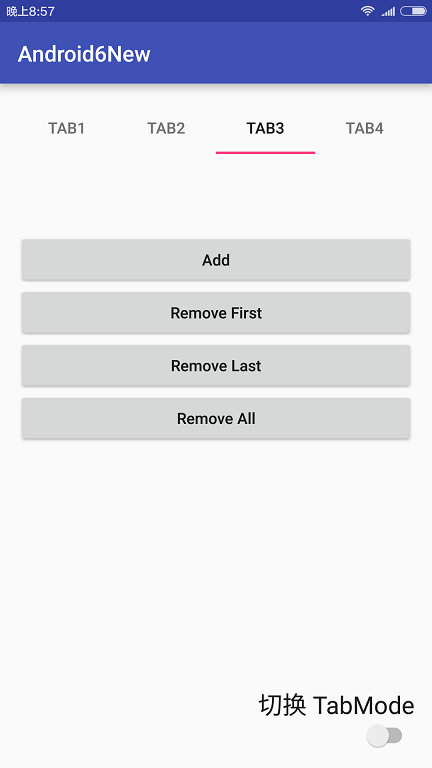 晚上8:57
Android6New
TAB1 TAB2 TAB3 TAB4
Add
Remove First
Remove Last
Remove All
切换 TabMode